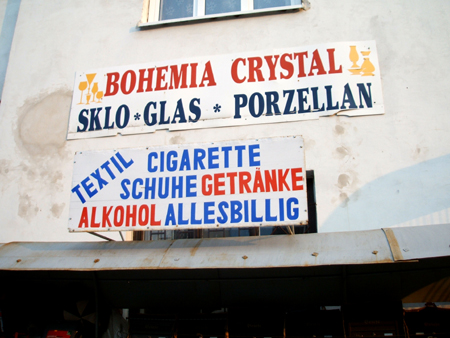 BOHEMIA CRYSTAL
SKLO * GLAS * PORZELLAN
TEXTIL CIGARETTE
SCHUHE GETRÄNKE
ALKOHOL ALLESBILLIG